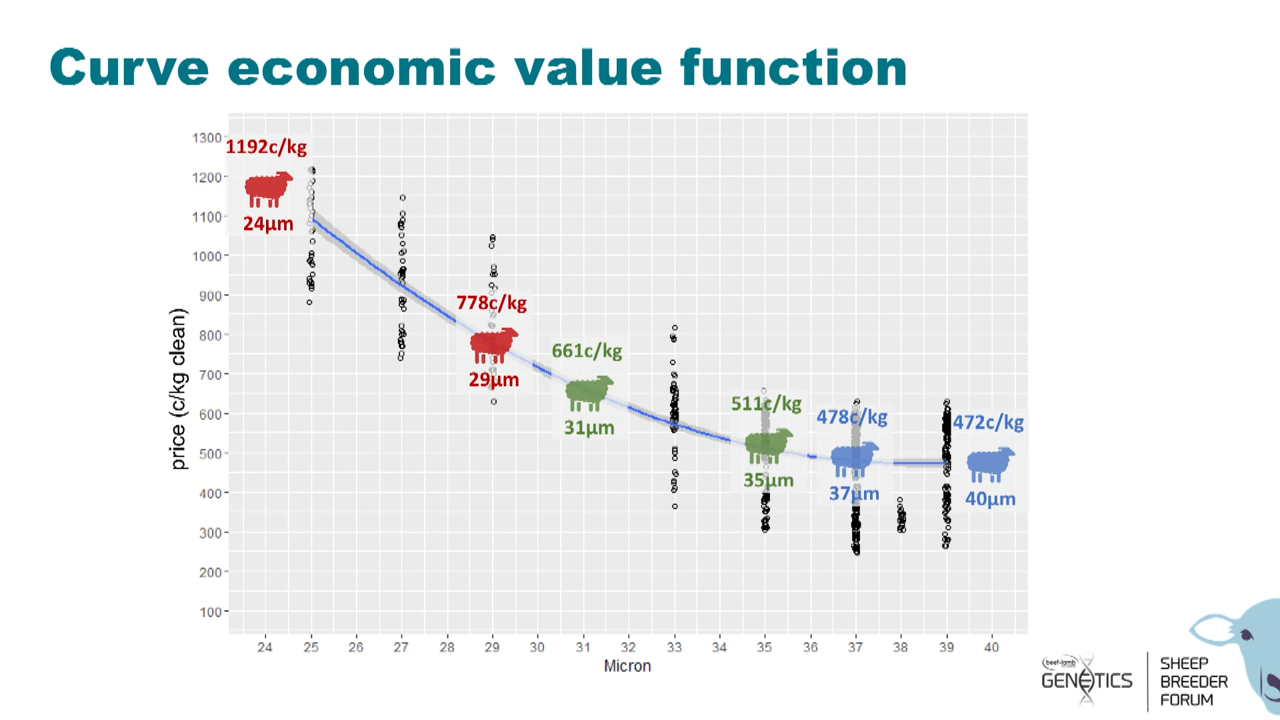 Curve economic value function
1300
1200
1100
1000
900
800
700
600
500
400
300
200
100
price (c/kg clean)
1192c/kg
24µm
778c/kg
29µm
661c/kg
31µm
511c/kg
35µm
478c/kg
37µm
472c/kg
40µm
24 25 26 27 28 29 30 31 32 33 34 35 36 37 38 39 40
Micron
beef+lamb
GENETICS
SHEEP
BREEDER
FORUM